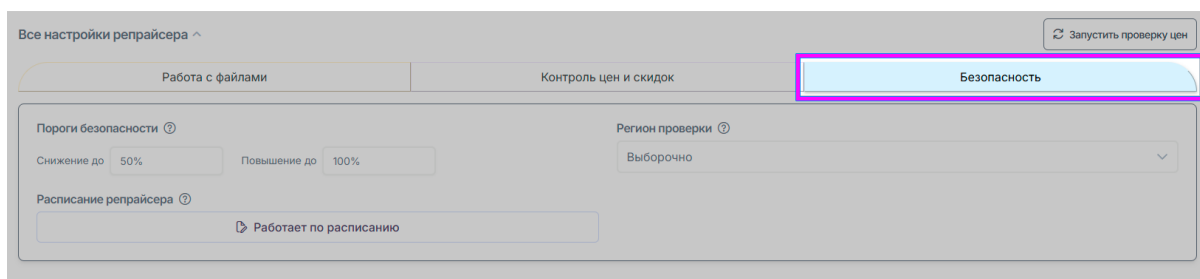 Все настройки репрайсера
Запустить проверку цен
Работа с файлами
Контроль цен и скидок
Безопасность
Пороги безопасности
Регион проверки
Снижение до 50% Повышение до 100%
Выборочно
Расписание репрайсера
Работает по расписанию